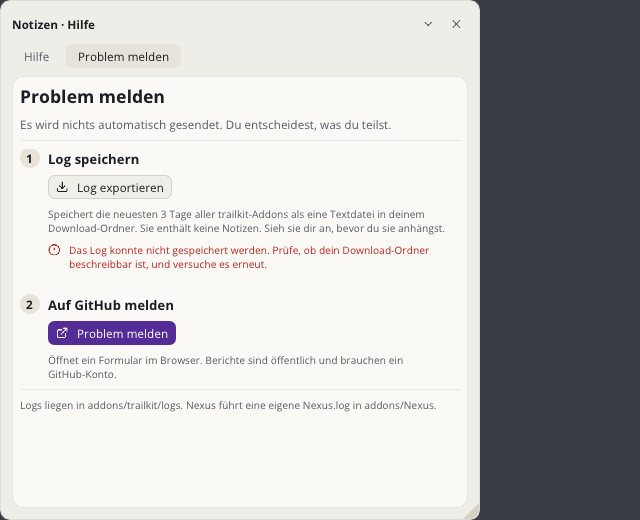 Notizen · Hilfe
Hilfe
Problem melden
Problem melden
Es wird nichts automatisch gesendet. Du entscheidest, was du teilst.
1 Log speichern
Log exportieren
Speichert die neuesten 3 Tage aller trailkit-Addons als eine Textdatei in deinem
Download-Ordner. Sie enthält keine Notizen. Sieh sie dir an, bevor du sie anhängst.
Das Log konnte nicht gespeichert werden. Prüfe, ob dein Download-Ordner
beschreibbar ist, und versuche es erneut.
2 Auf GitHub melden
Problem melden
Öffnet ein Formular im Browser. Berichte sind öffentlich und brauchen ein
GitHub-Konto.
Logs liegen in addons/trailkit/logs. Nexus führt eine eigene Nexus.log in addons/Nexus.